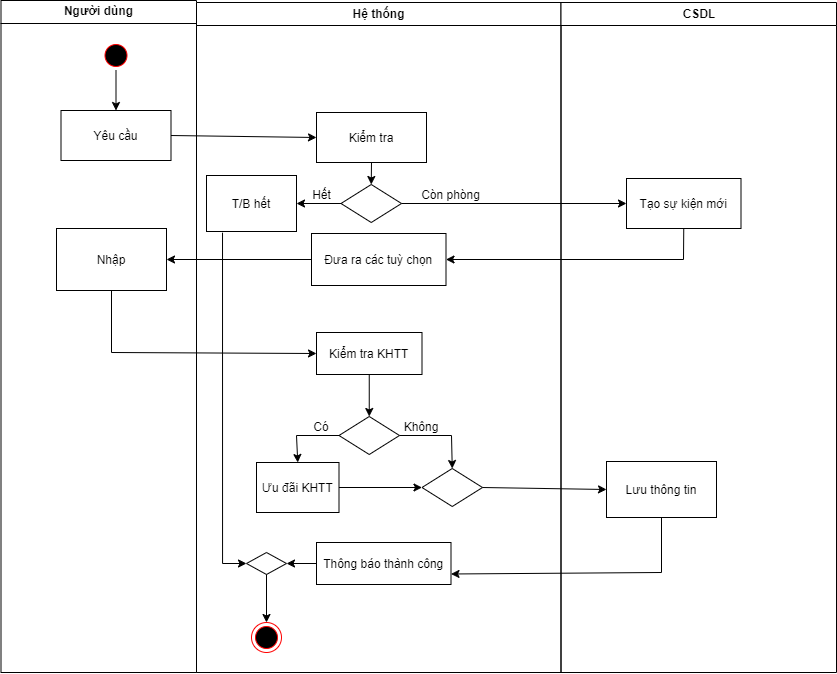 Người dùng
Hệ thống
CSDL
Yêu cầu
Kiểm tra
Hết
Còn phòng
T/B hết
Tạo sự kiện mới
Nhập
Đưa ra các tuỳ chọn
Kiểm tra KHTT
Có
Không
Ưu đãi KHTT
Lưu thông tin
Thông báo thành công